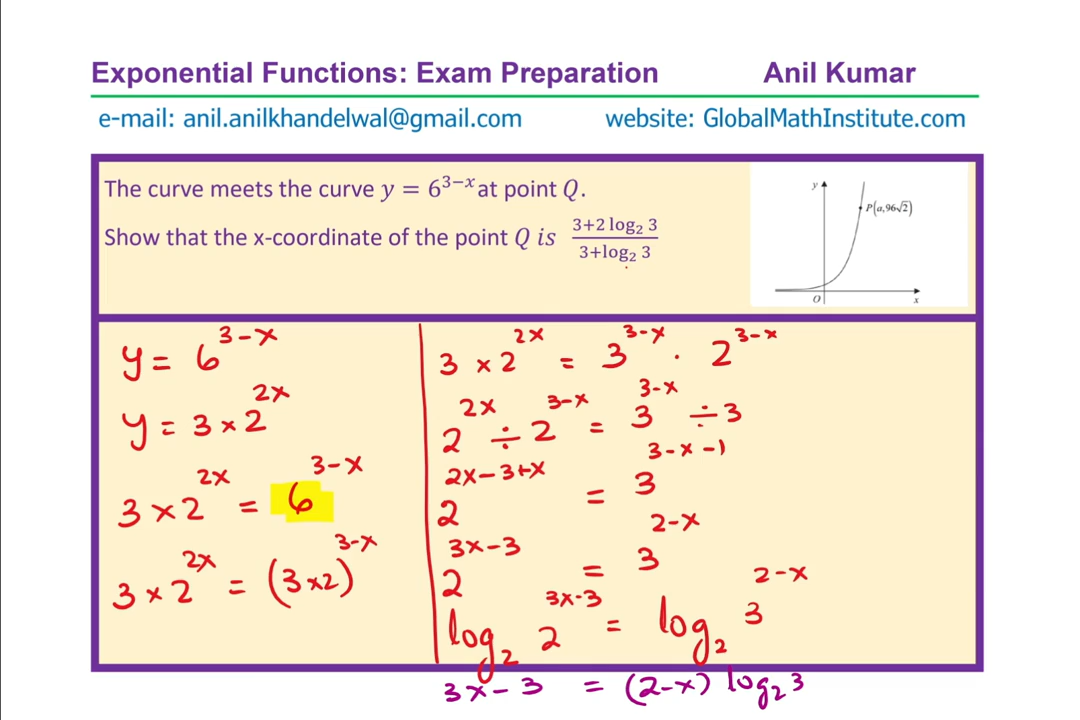 Exponential Functions: Exam Preparation Anil Kumar
e-mail: anil.anilkhandelwal@gmail.com website: GlobalMathInstitute.com
The curve meets the curve y = 6^{3−x} at point Q.
Show that the x-coordinate of the point Q is \frac{3+2 log₂ 3}{3+log₂ 3}
y
P(a,96√2)
O
x
y = 6^{3-x}
y = 3 × 2^{2x}
3 × 2^{2x} = 6^{3-x}
3 × 2^{2x} = (3×2)^{3-x}
3 × 2^{2x} = 3^{3-x} · 2^{3-x}
2^{2x} ÷ 2^{3-x} = 3^{3-x} ÷ 3
2^{2x-3+x} = 3^{3-x-1}
2^{3x-3} = 3^{2-x}
log₂ 2^{3x-3} = log₂ 3^{2-x}
3x-3 = (2-x) log₂ 3